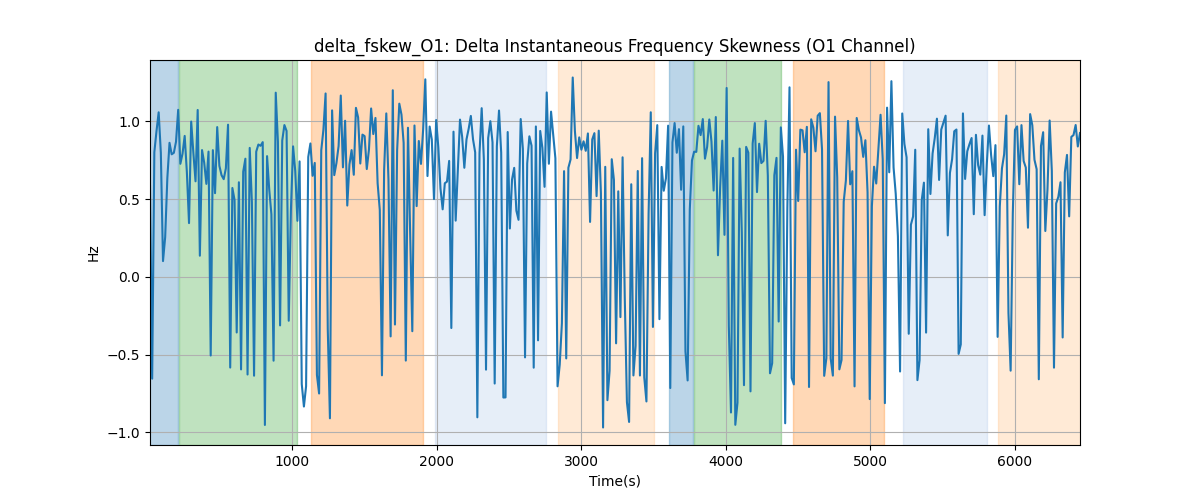 delta_fskew_O1: Delta Instantaneous Frequency Skewness (O1 Channel)
Hz
1.0
0.5
0.0
−0.5
−1.0
1000 2000 3000 4000 5000 6000
Time(s)